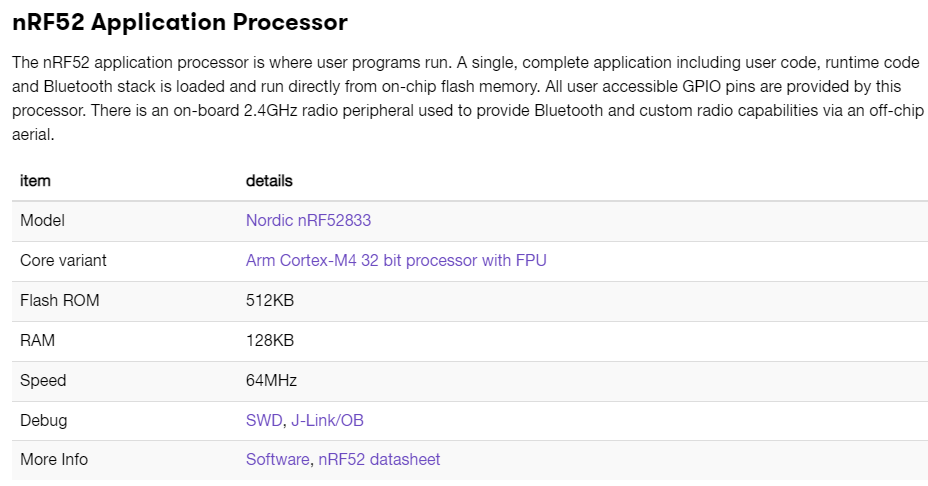 nRF52 Application Processor
The nRF52 application processor is where user programs run. A single, complete application including user code, runtime code
and Bluetooth stack is loaded and run directly from on-chip flash memory. All user accessible GPIO pins are provided by this
processor. There is an on-board 2.4GHz radio peripheral used to provide Bluetooth and custom radio capabilities via an off-chip
aerial.
item details
Model Nordic nRF52833
Core variant Arm Cortex-M4 32 bit processor with FPU
Flash ROM 512KB
RAM 128KB
Speed 64MHz
Debug SWD, J-Link/OB
More Info Software, nRF52 datasheet